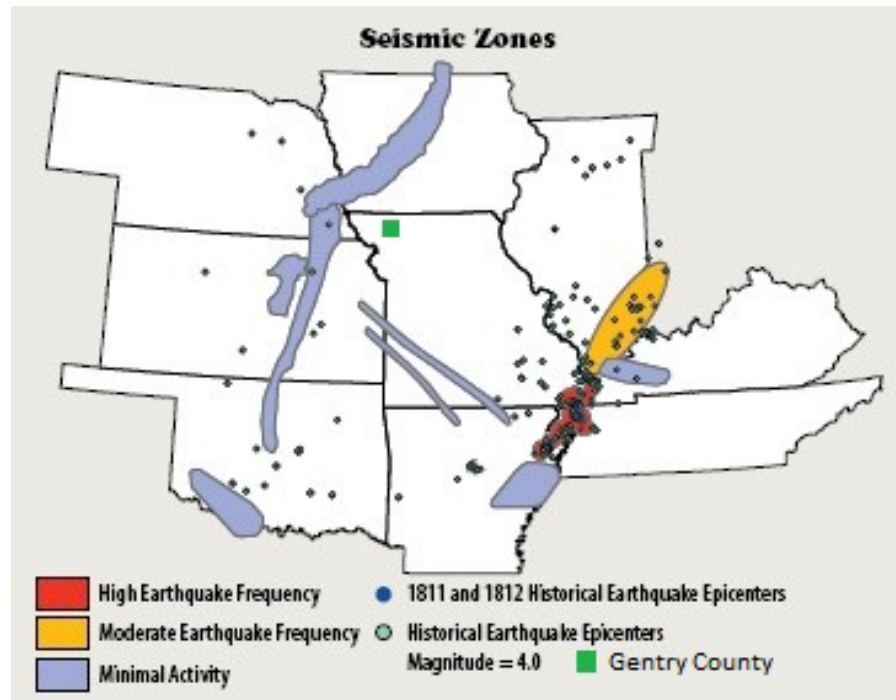 Seismic Zones
High Earthquake Frequency
1811 and 1812 Historical Earthquake Epicenters
Moderate Earthquake Frequency
Historical Earthquake Epicenters
Magnitude = 4.0
Gentry County
Minimal Activity